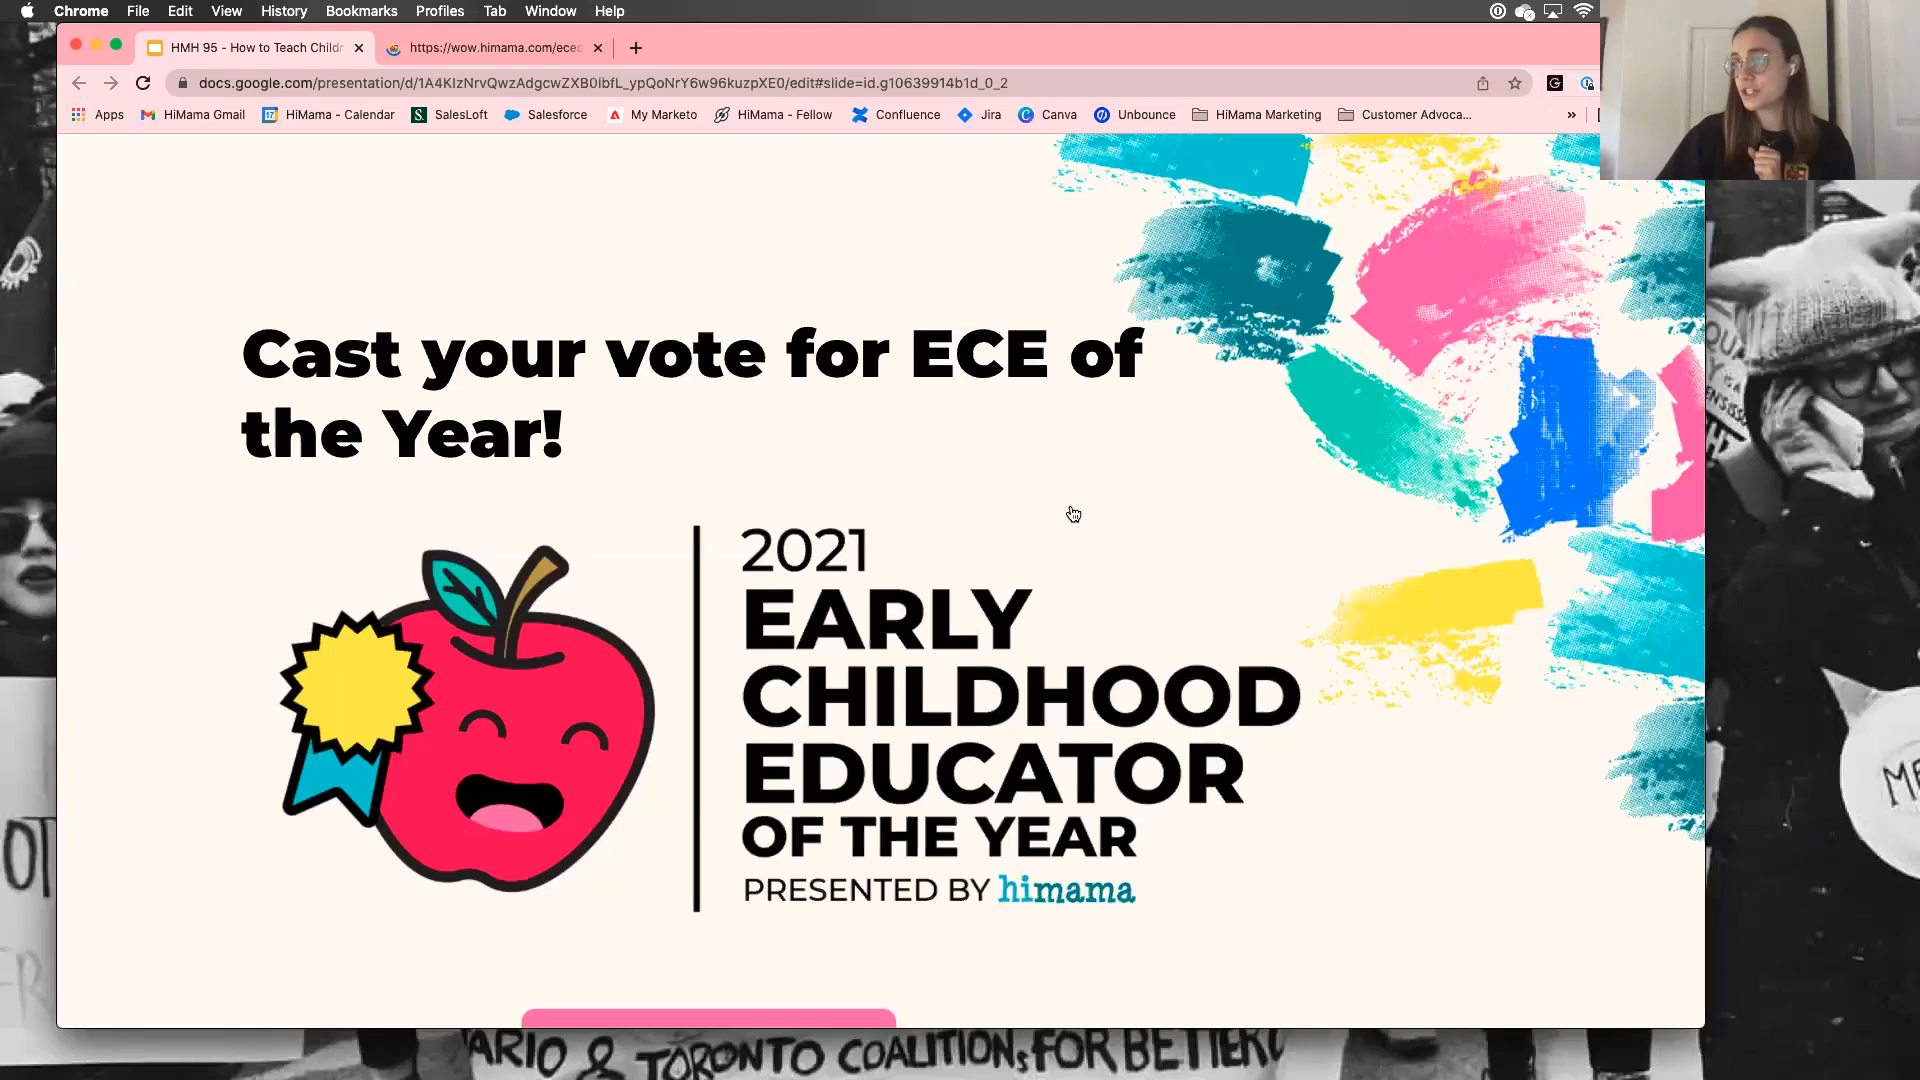 Chrome File Edit View History Bookmarks Profiles Tab Window Help
HMH 95 - How to Teach Childr
https://wow.himama.com/ece
docs.google.com/presentation/d/1A4KIzNrvQwzAdgcwZXB0ibfL_ypQoNrY6w96kuzpXE0/edit#slide=id.g10639914b1d_0_2
Apps HiMama Gmail HiMama - Calendar SalesLoft Salesforce My Marketo HiMama - Fellow Confluence Jira Canva Unbounce HiMama Marketing Customer Advoca... »
Cast your vote for ECE of
the Year!
2021
EARLY
CHILDHOOD
EDUCATOR
OF THE YEAR
PRESENTED BY himama
ARIO & TORONTO COALITIONS FOR BETTER